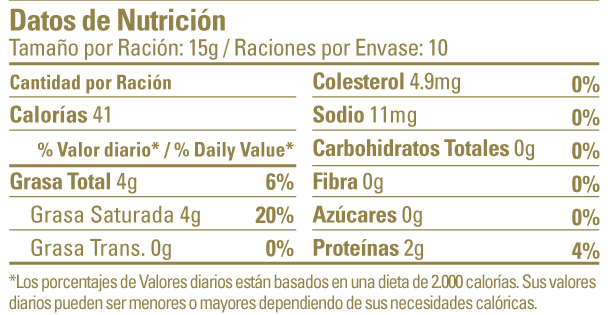 Datos de Nutrición
Tamaño por Ración: 15g / Raciones por Envase: 10
Cantidad por Ración
Calorías 41
% Valor diario* / % Daily Value*
Grasa Total 4g 6%
Grasa Saturada 4g 20%
Grasa Trans. 0g 0%
Colesterol 4.9mg 0%
Sodio 11mg 0%
Carbohidratos Totales 0g 0%
Fibra 0g 0%
Azúcares 0g 0%
Proteínas 2g 4%
*Los porcentajes de Valores diarios están basados en una dieta de 2.000 calorías. Sus valores
diarios pueden ser menores o mayores dependiendo de sus necesidades calóricas.